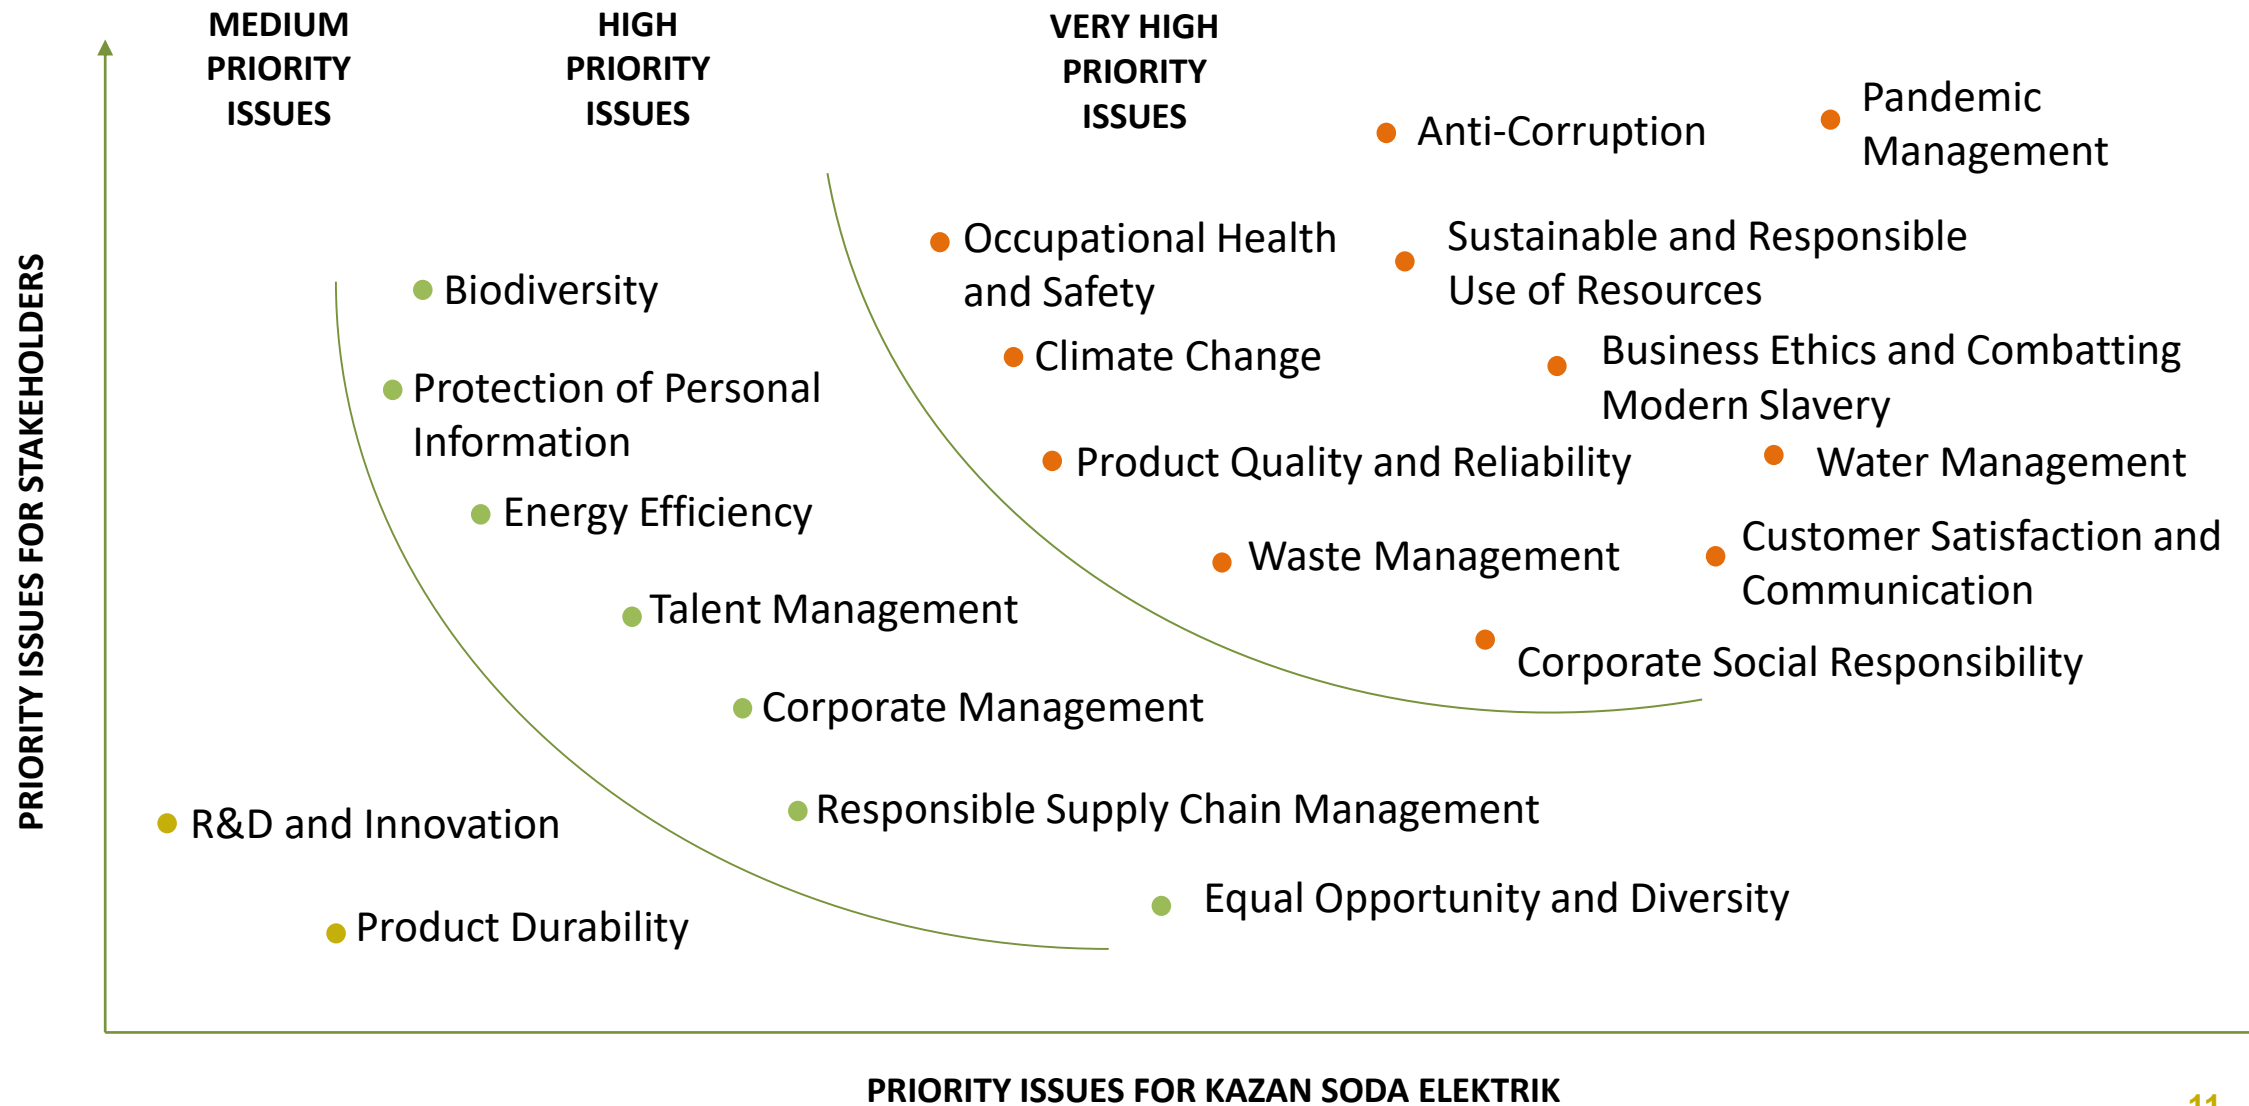 MEDIUM
PRIORITY
ISSUES
HIGH
PRIORITY
ISSUES
VERY HIGH
PRIORITY
ISSUES
Pandemic
Management
Anti-Corruption
Occupational Health
and Safety
Sustainable and Responsible
Use of Resources
Biodiversity
Climate Change
Business Ethics and Combatting
Modern Slavery
Protection of Personal
Information
Product Quality and Reliability
Water Management
Energy Efficiency
Waste Management
Customer Satisfaction and
Communication
Talent Management
Corporate Social Responsibility
Corporate Management
R&D and Innovation
Responsible Supply Chain Management
Product Durability
Equal Opportunity and Diversity
PRIORITY ISSUES FOR STAKEHOLDERS
PRIORITY ISSUES FOR KAZAN SODA ELEKTRIK
11